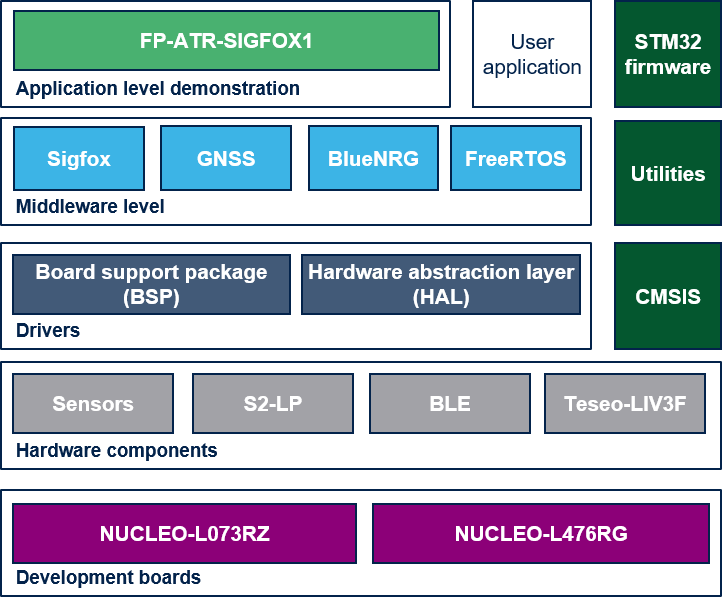 FP-ATR-SIGFOX1
Application level demonstration
User
application
STM32
firmware
Sigfox
GNSS
BlueNRG
FreeRTOS
Middleware level
Utilities
Board support package
(BSP)
Hardware abstraction layer
(HAL)
Drivers
CMSIS
Sensors
S2-LP
BLE
Teseo-LIV3F
Hardware components
NUCLEO-L073RZ
NUCLEO-L476RG
Development boards